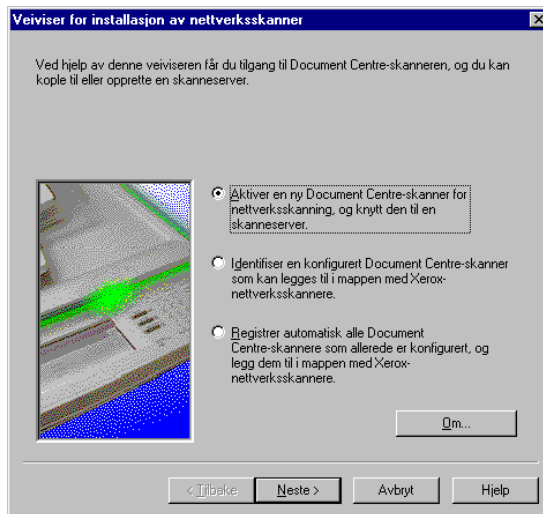 Veiviser for installasjon av nettverksskanner
Ved hjelp av denne veiviseren får du tilgang til Document Centre-skanneren, og du kan
kople til eller opprette en skanneserver.
Aktiver en ny Document Centre-skanner for
nettverksskanning, og knytt den til en
skanneserver.
Identifiser en konfigurert Document Centre-skanner
som kan legges til i mappen med Xerox-
nettverksskannere.
Registrer automatisk alle Document
Centre-skannere som allerede er konfigurert, og
legg dem til i mappen med Xerox-
nettverksskannere.
Om...
< Tilbake
Neste >
Avbryt
Hjelp